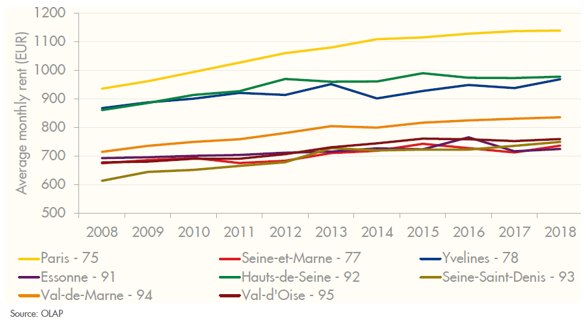 Average monthly rent (EUR)
1200
1100
1000
900
800
700
600
500
2008 2009 2010 2011 2012 2013 2014 2015 2016 2017 2018
Paris - 75 Seine-et-Marne - 77 Yvelines - 78
Essonne - 91 Hauts-de-Seine - 92 Seine-Saint-Denis - 93
Val-de-Marne - 94 Val-d'Oise - 95
Source: OLAP